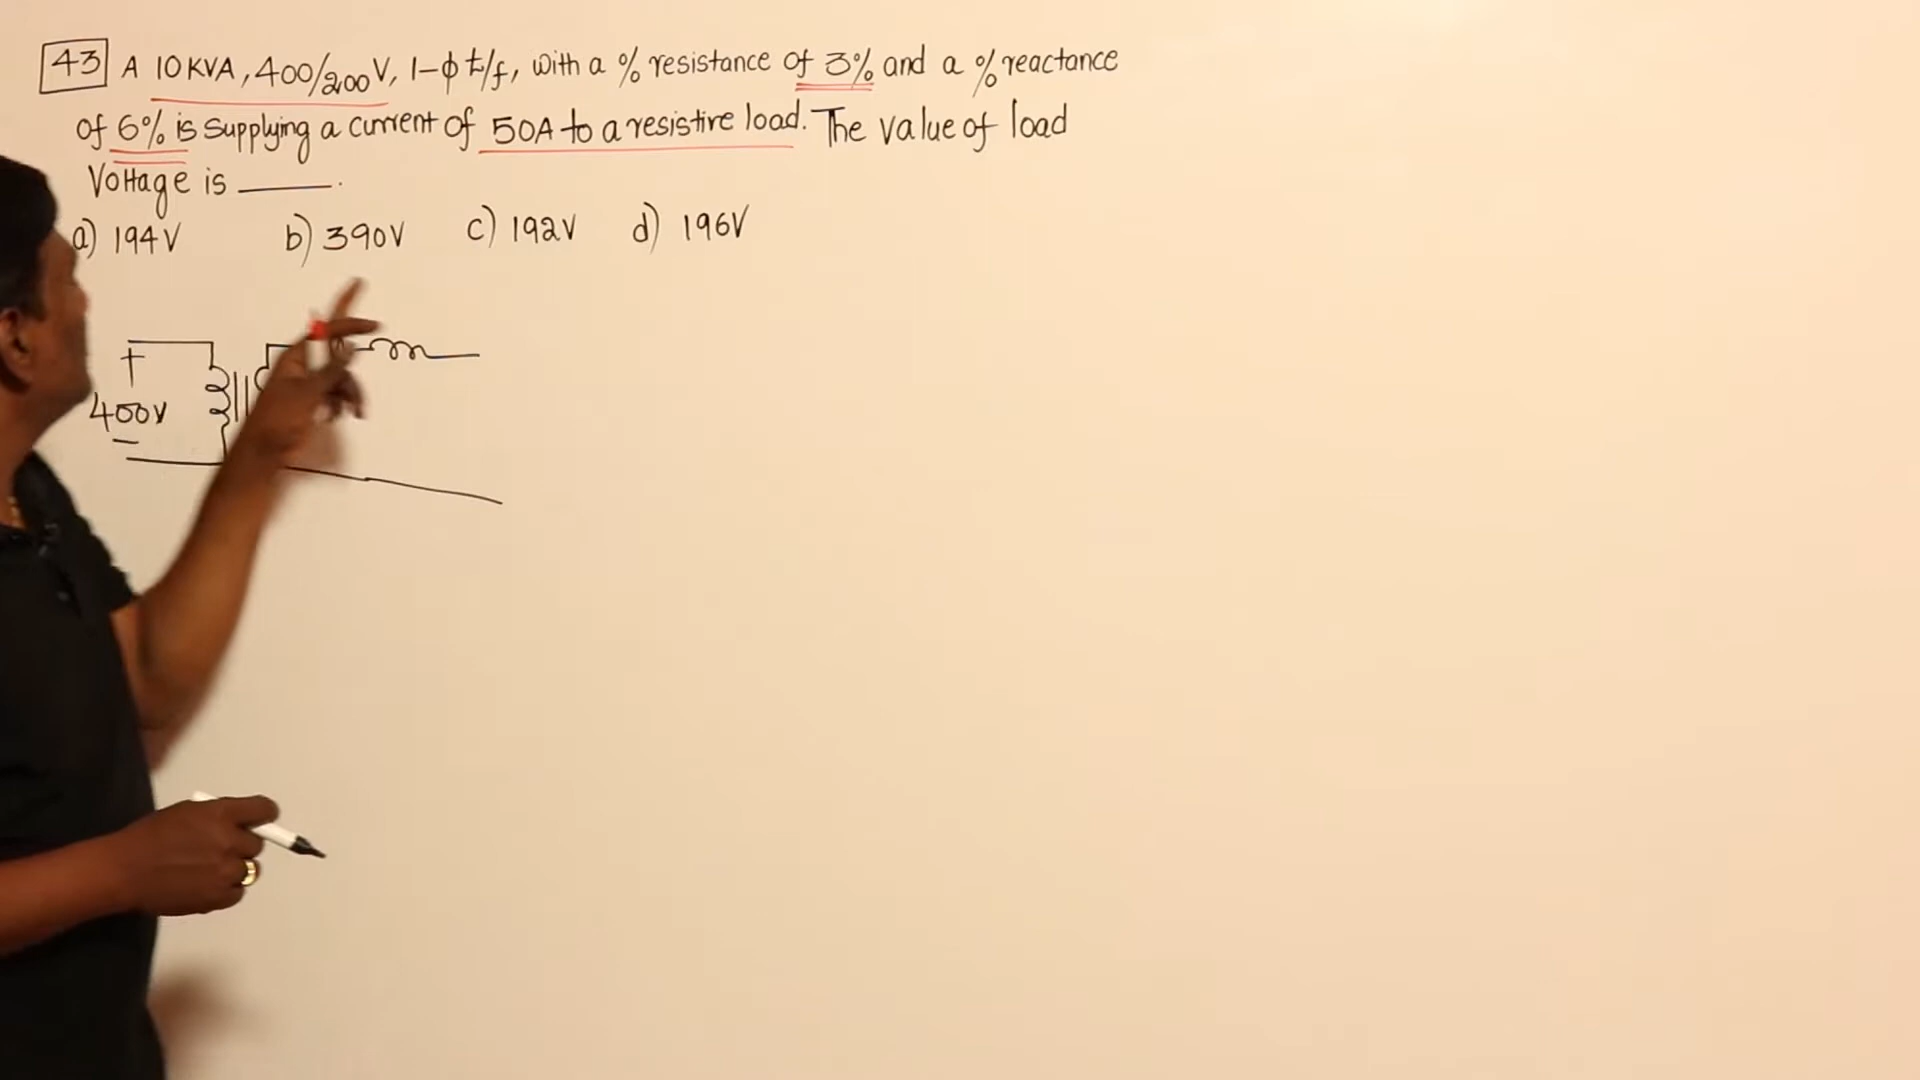 43 A 10KVA, 400/200V, 1-φ t/f, with a % resistance of 3% and a % reactance
of 6% is supplying a current of 50A to a resistive load. The value of load
Voltage is ______.
a) 194V b) 390V c) 192V d) 196V
+
400V
-